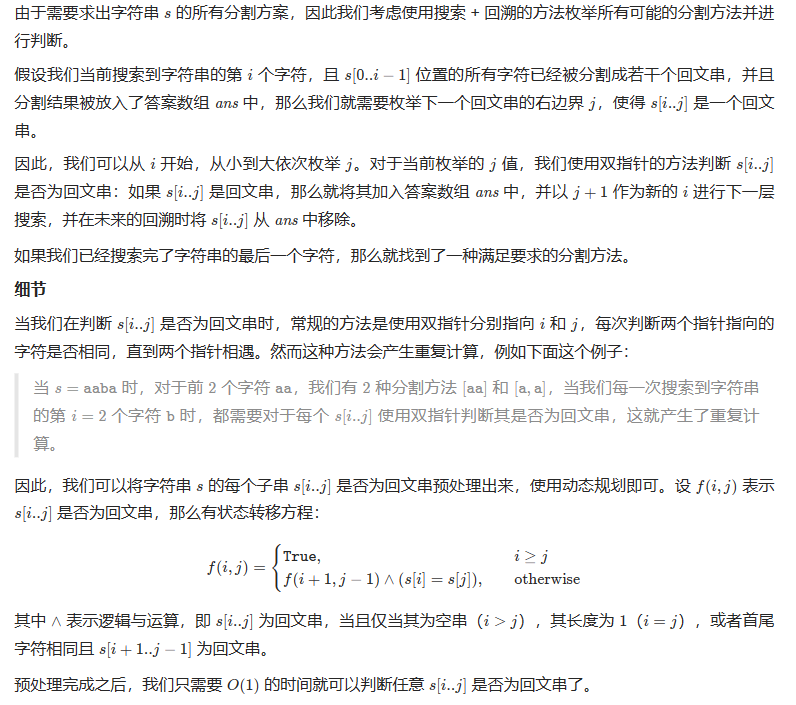 由于需要求出字符串 s 的所有分割方案，因此我们考虑使用搜索 + 回溯的方法枚举所有可能的分割方法并进
行判断。
假设我们当前搜索到字符串的第 i 个字符，且 s[0..i − 1] 位置的所有字符已经被分割成若干个回文串，并且
分割结果被放入了答案数组 ans 中，那么我们就需要枚举下一个回文串的右边界 j，使得 s[i..j] 是一个回文
串。
因此，我们可以从 i 开始，从小到大依次枚举 j。对于当前枚举的 j 值，我们使用双指针的方法判断 s[i..j]
是否为回文串：如果 s[i..j] 是回文串，那么就将其加入答案数组 ans 中，并以 j + 1 作为新的 i 进行下一层
搜索，并在未来的回溯时将 s[i..j] 从 ans 中移除。
如果我们已经搜索完了字符串的最后一个字符，那么就找到了一种满足要求的分割方法。
细节
当我们在判断 s[i..j] 是否为回文串时，常规的方法是使用双指针分别指向 i 和 j，每次判断两个指针指向的
字符是否相同，直到两个指针相遇。然而这种方法会产生重复计算，例如下面这个例子：
当 s = aaba 时，对于前 2 个字符 aa，我们有 2 种分割方法 [aa] 和 [a, a]，当我们每一次搜索到字符串
的第 i = 2 个字符 b 时，都需要对于每个 s[i..j] 使用双指针判断其是否为回文串，这就产生了重复计
算。
因此，我们可以将字符串 s 的每个子串 s[i..j] 是否为回文串预处理出来，使用动态规划即可。设 f(i, j) 表示
s[i..j] 是否为回文串，那么有状态转移方程：
f(i, j) = { True, i ≥ j
f(i + 1, j − 1) ∧ (s[i] = s[j]), otherwise
其中 ∧ 表示逻辑与运算，即 s[i..j] 为回文串，当且仅当其为空串（i > j），其长度为 1（i = j），或者首尾
字符相同且 s[i + 1..j − 1] 为回文串。
预处理完成之后，我们只需要 O(1) 的时间就可以判断任意 s[i..j] 是否为回文串了。